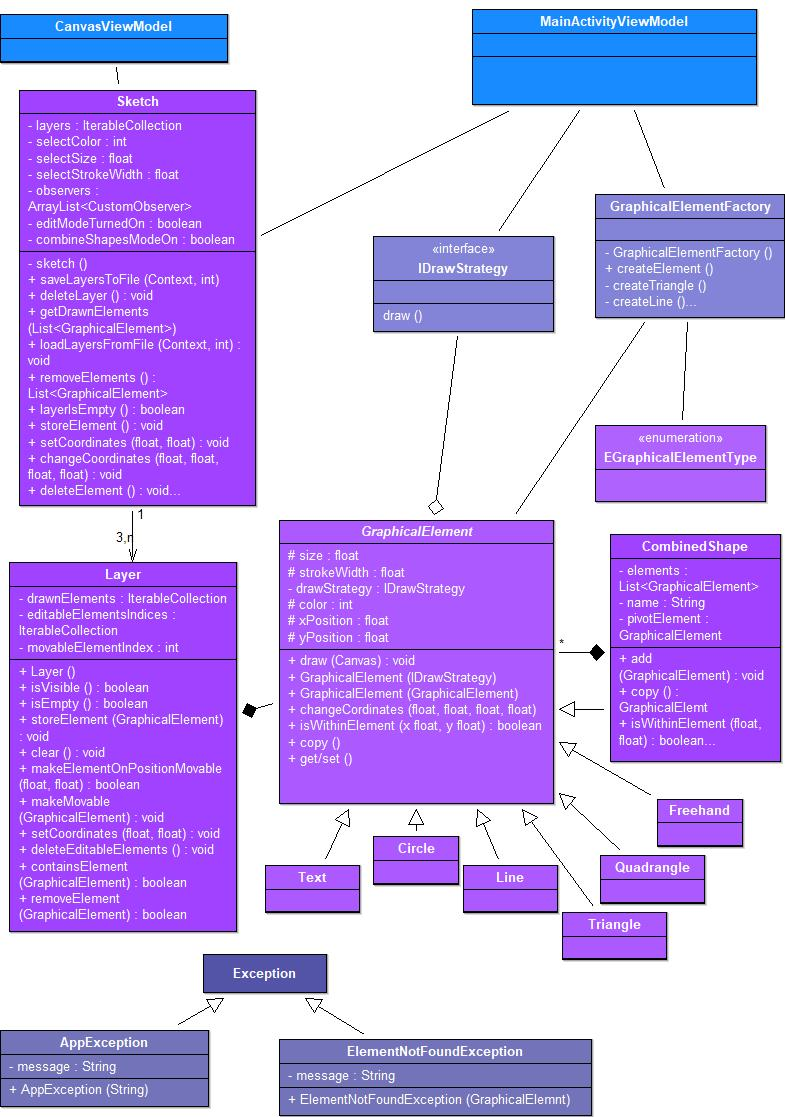 CanvasViewModel
MainActivityViewModel
Sketch
- layers : IterableCollection
- selectColor : int
- selectSize : float
- selectStrokeWidth : float
- observers :
ArrayList<CustomObserver>
- editModeTurnedOn : boolean
- combineShapesModeOn : boolean
- sketch ()
+ saveLayersToFile (Context, int)
+ deleteLayer () : void
+ getDrawnElements
(List<GraphicalElement>)
+ loadLayersFromFile (Context, int) :
void
+ removeElements () :
List<GraphicalElement>
+ layerIsEmpty () : boolean
+ storeElement () : void
+ setCoordinates (float, float) : void
+ changeCoordinates (float, float,
float, float) : void
+ deleteElement () : void...
«interface»
IDrawStrategy
draw ()
GraphicalElementFactory
- GraphicalElementFactory ()
+ createElement ()
- createTriangle ()
- createLine ()...
«enumeration»
EGraphicalElementType
1
3,n
Layer
- drawnElements : IterableCollection
- editableElementsIndices :
IterableCollection
- movableElementIndex : int
+ Layer ()
+ isVisible () : boolean
+ isEmpty () : boolean
+ storeElement (GraphicalElement)
: void
+ clear () : void
+ makeElementOnPositionMovable
(float, float) : boolean
+ makeMovable
(GraphicalElement) : void
+ setCoordinates (float, float) : void
+ deleteEditableElements () : void
+ containsElement
(GraphicalElement) : boolean
+ removeElement
(GraphicalElement) : boolean
GraphicalElement
# size : float
# strokeWidth : float
- drawStrategy : IDrawStrategy
# color : int
# xPosition : float
# yPosition : float
+ draw (Canvas) : void
+ GraphicalElement (IDrawStrategy)
+ GraphicalElement (GraphicalElement)
+ changeCordinates (float, float, float, float)
+ isWithinElement (x float, y float) : boolean
+ copy ()
+ get/set ()
*
CombinedShape
- elements :
List<GraphicalElement>
- name : String
- pivotElement :
GraphicalElement
+ add
(GraphicalElement) : void
+ copy () :
GraphicalElemt
+ isWithinElement (float,
float) : boolean...
Freehand
Circle
Quadrangle
Text
Line
Triangle
Exception
AppException
- message : String
+ AppException (String)
ElementNotFoundException
- message : String
+ ElementNotFoundException (GraphicalElemnt)